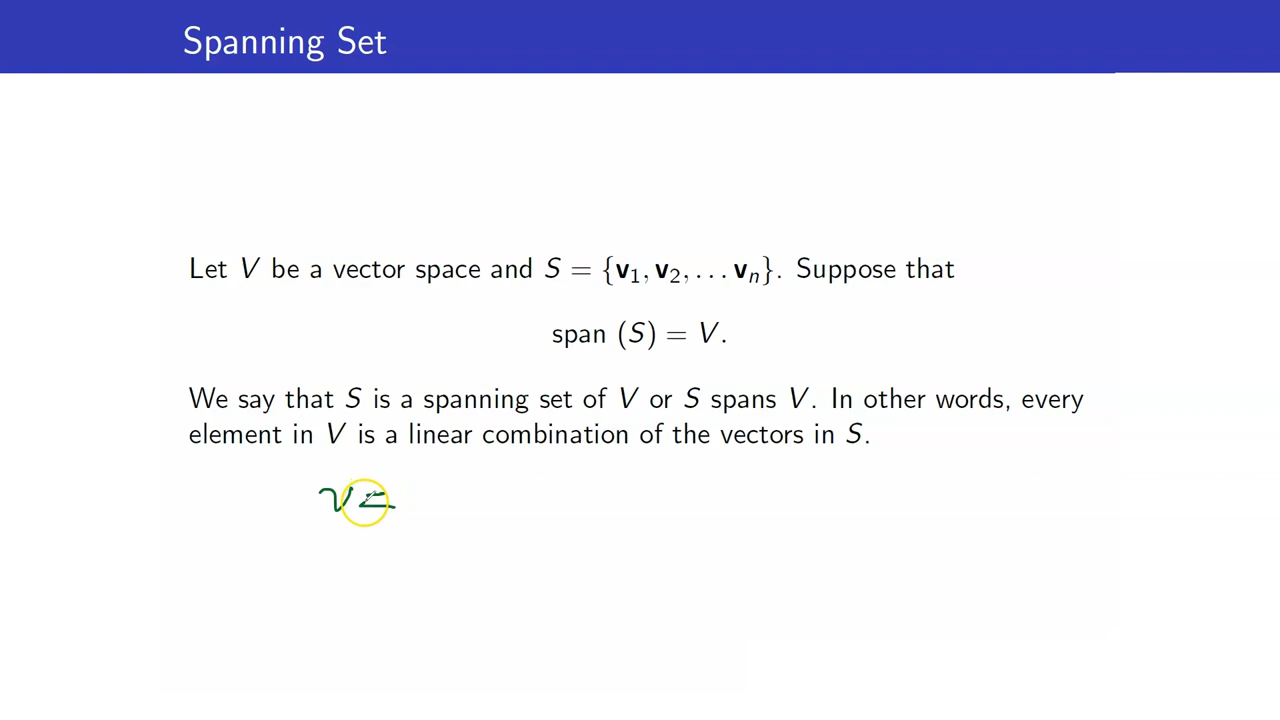 Spanning Set
Let V be a vector space and S = {v₁, v₂, . . . vₙ}. Suppose that
span (S) = V.
We say that S is a spanning set of V or S spans V. In other words, every
element in V is a linear combination of the vectors in S.
v =